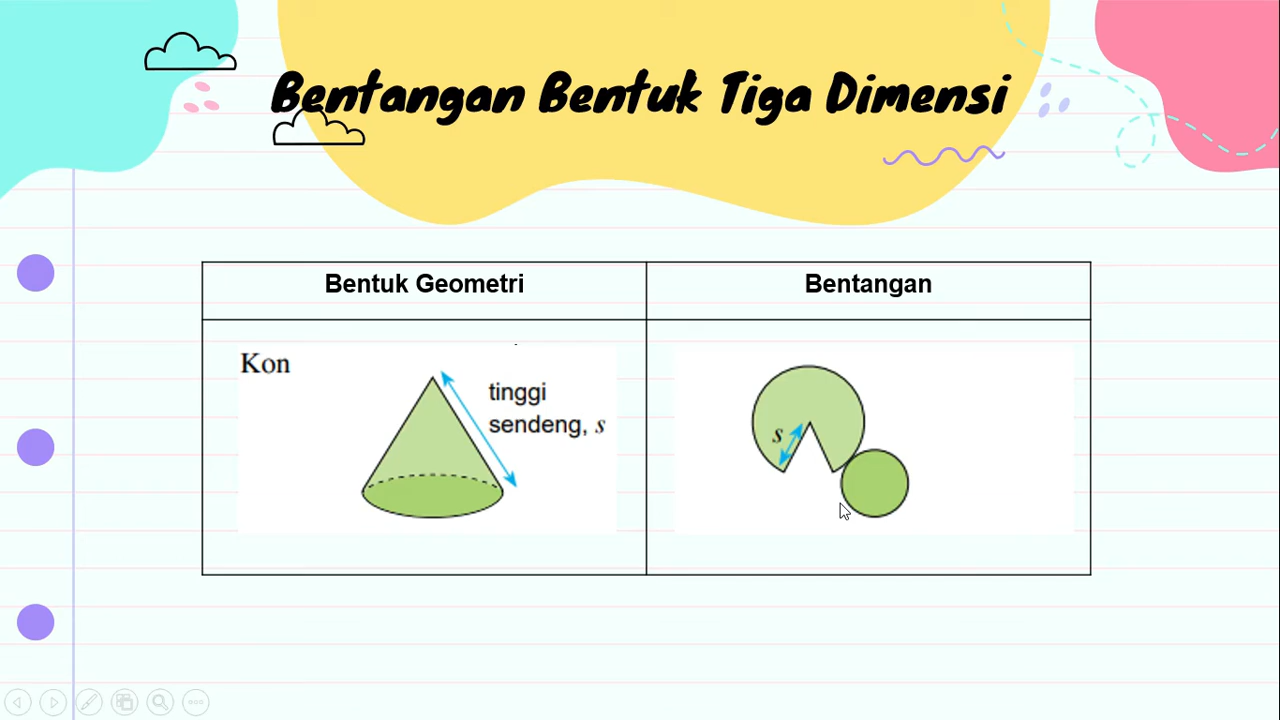 Bentangan Bentuk Tiga Dimensi
Bentuk Geometri
Bentangan
Kon
tinggi
sendeng, s
s